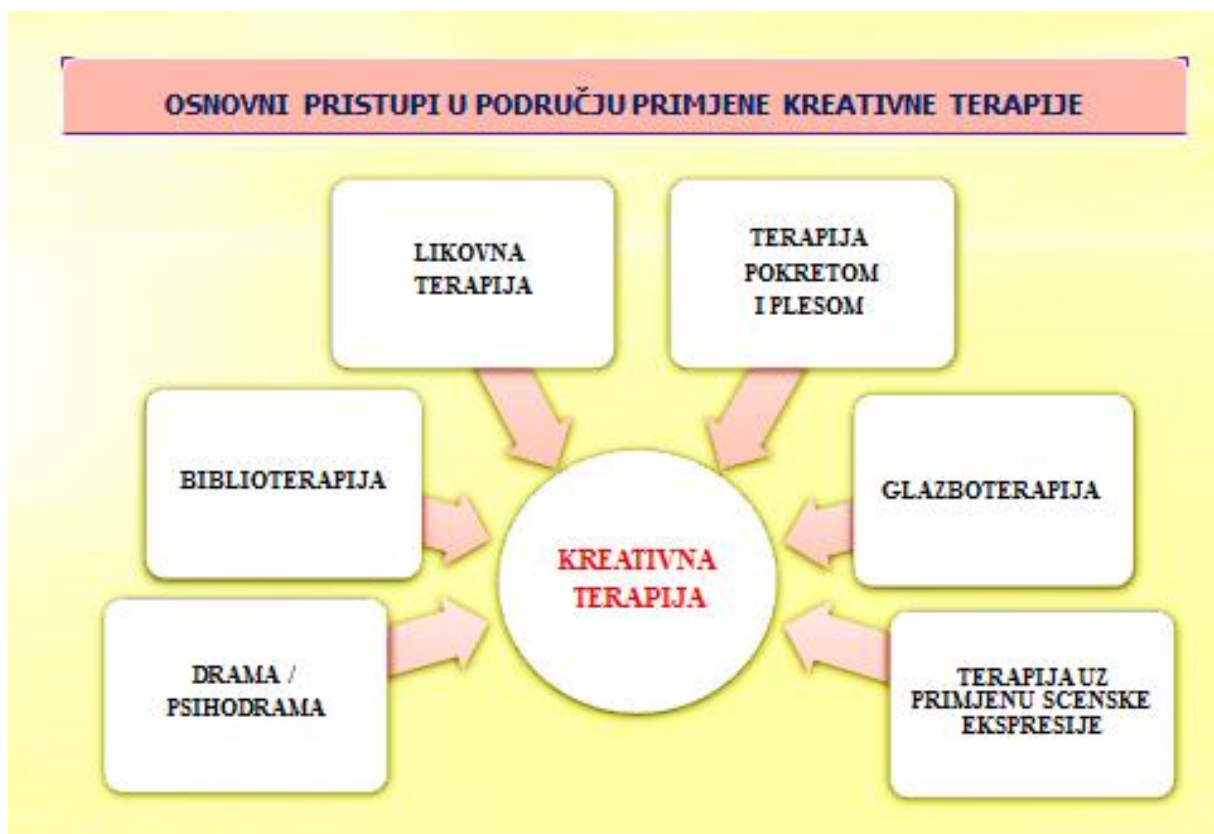 OSNOVNI PRISTUPI U PODRUČJU PRIMJENE KREATIVNE TERAPIJE
LIKOVNA
TERAPIJA
TERAPIJA
POKRETOM
I PLESOM
BIBLIOTERAPIJA
GLAZBOTERAPIJA
KREATIVNA
TERAPIJA
DRAMA /
PSIHODRAMA
TERAPIJA UZ
PRIMJENU SCENSKE
EKSPRESIJE